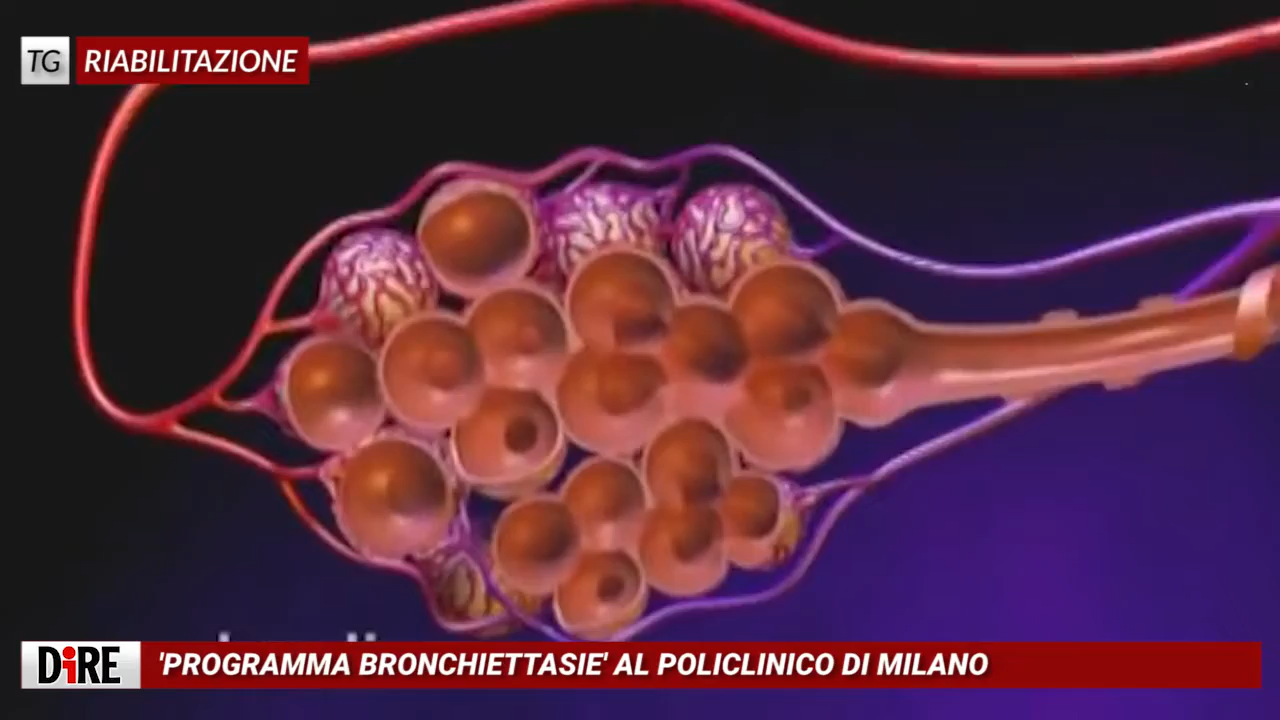 TG RIABILITAZIONE
DiRE 'PROGRAMMA BRONCHIETTASIE' AL POLICLINICO DI MILANO